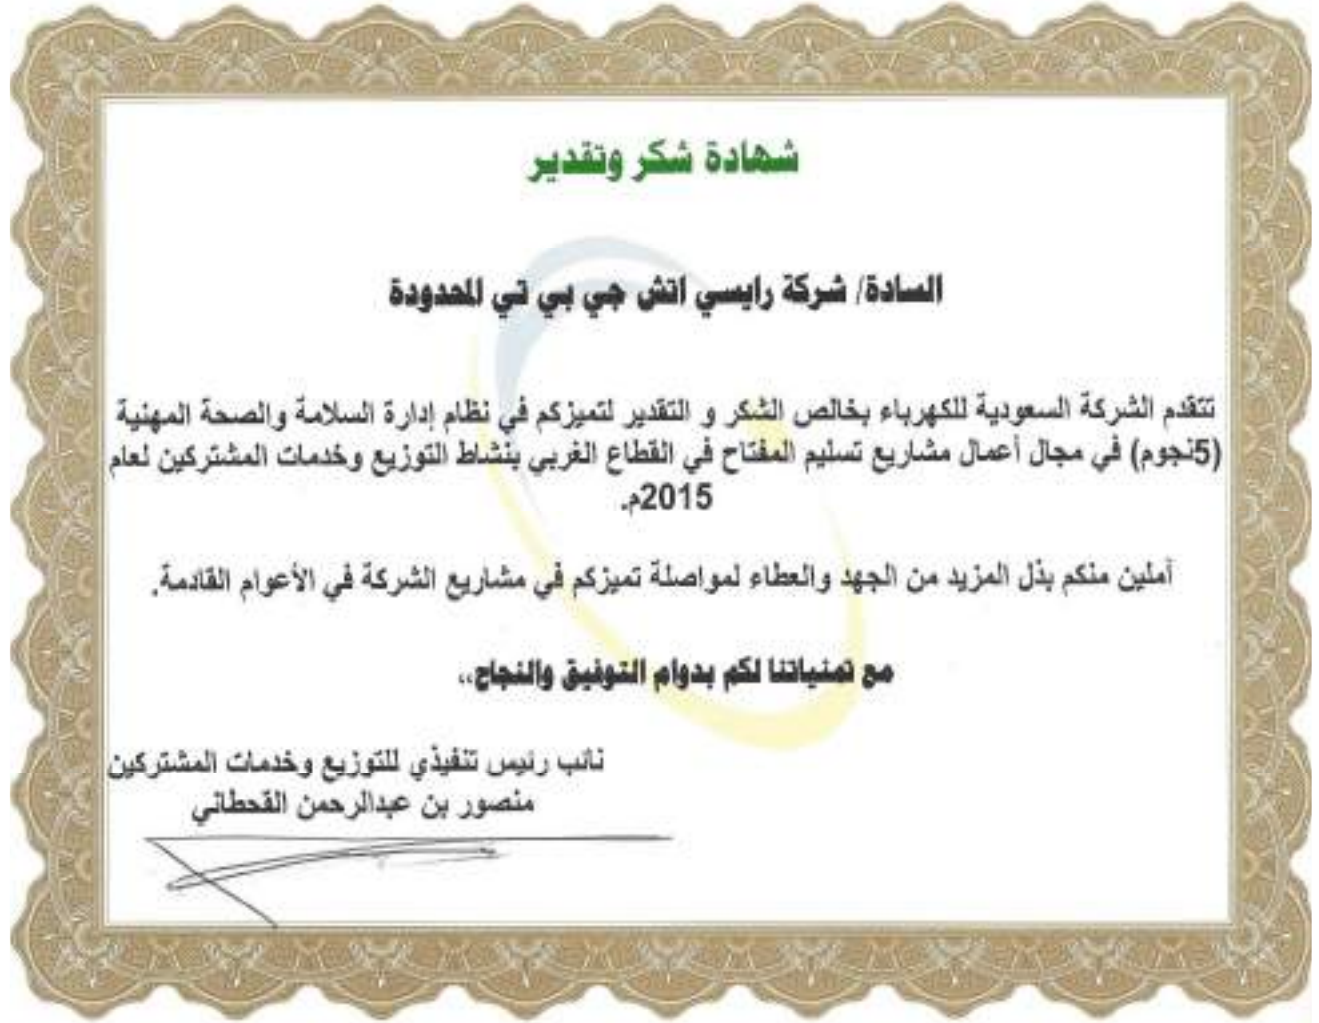 شهادة شكر وتقدير
السادة/ شركة رايسي اتش جي بي تي المحدودة
تتقدم الشركة السعودية للكهرباء بخالص الشكر و التقدير لتميزكم في نظام إدارة السلامة والصحة المهنية
(5نجوم) في مجال أعمال مشاريع تسليم المفتاح في القطاع الغربي بنشاط التوزيع وخدمات المشتركين لعام
2015م.
آملين منكم بذل المزيد من الجهد والعطاء لمواصلة تميزكم في مشاريع الشركة في الأعوام القادمة.
مع تمنياتنا لكم بدوام التوفيق والنجاح،،
نائب رئيس تنفيذي للتوزيع وخدمات المشتركين
منصور بن عبدالرحمن القحطاني